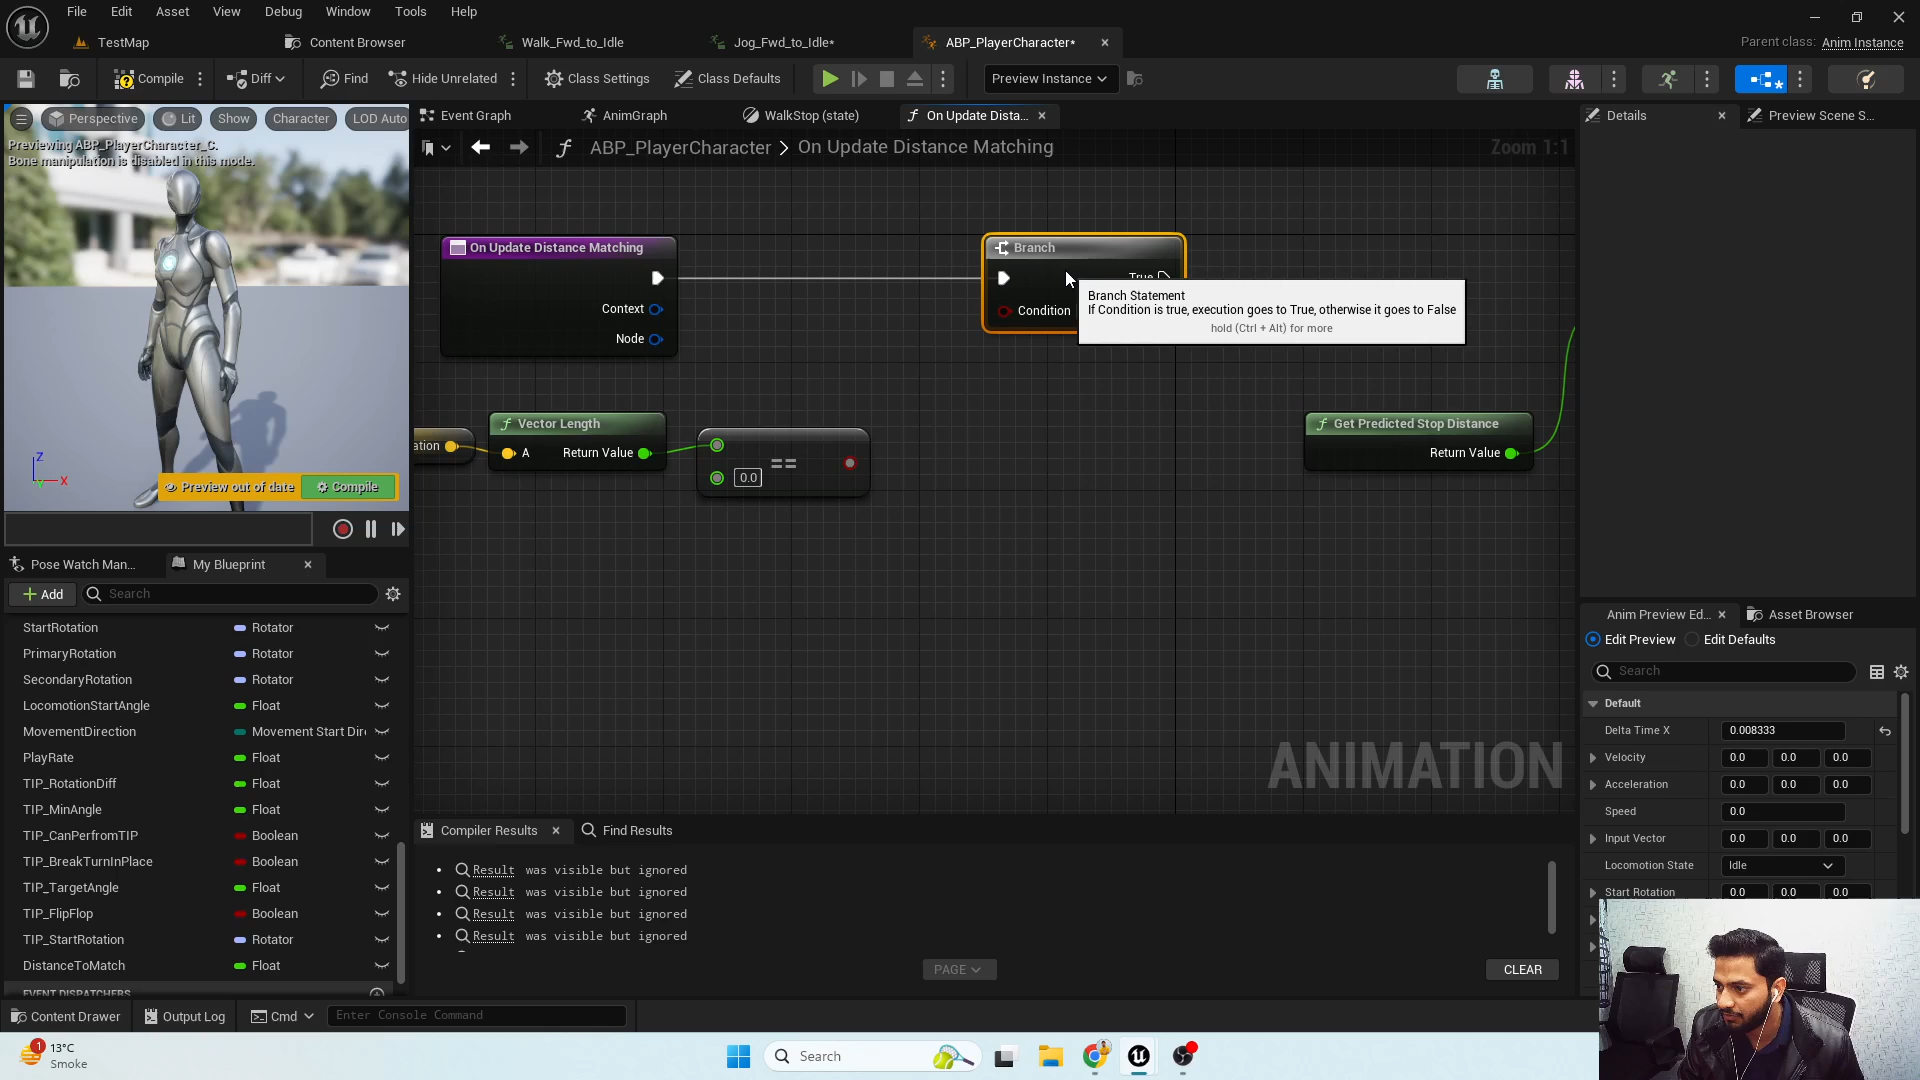 File Edit Asset View Debug Window Tools Help
TestMap Content Browser Walk_Fwd_to_Idle Jog_Fwd_to_Idle* ABP_PlayerCharacter* Parent class: Anim Instance
Compile Diff Find Hide Unrelated Class Settings Class Defaults Preview Instance
Perspective Lit Show Character LOD Auto
Previewing ABP_PlayerCharacter_C.
Bone manipulation is disabled in this mode.
Event Graph AnimGraph WalkStop (state) On Update Dista...
ABP_PlayerCharacter > On Update Distance Matching Zoom 1:1
On Update Distance Matching
Context
Node
Branch
True
Condition
Branch Statement
If Condition is true, execution goes to True, otherwise it goes to False
hold (Ctrl + Alt) for more
ation
Vector Length
A Return Value
==
0.0
Get Predicted Stop Distance
Return Value
ANIMATION
Z
X
Preview out of date Compile
Pose Watch Man... My Blueprint
Add Search
StartRotation Rotator
PrimaryRotation Rotator
SecondaryRotation Rotator
LocomotionStartAngle Float
MovementDirection Movement Start Dir
PlayRate Float
TIP_RotationDiff Float
TIP_MinAngle Float
TIP_CanPerfromTIP Boolean
TIP_BreakTurnInPlace Boolean
TIP_TargetAngle Float
TIP_FlipFlop Boolean
TIP_StartRotation Rotator
DistanceToMatch Float
EVENT DISPATCHERS
Compiler Results Find Results
Result was visible but ignored
Result was visible but ignored
Result was visible but ignored
Result was visible but ignored
PAGE CLEAR
Details Preview Scene S...
Anim Preview Ed... Asset Browser
Edit Preview Edit Defaults
Search
Default
Delta Time X 0.008333
Velocity 0.0 0.0 0.0
Acceleration 0.0 0.0 0.0
Speed 0.0
Input Vector 0.0 0.0 0.0
Locomotion State Idle
Start Rotation 0.0 0.0 0.0
Content Drawer Output Log Cmd Enter Console Command
1 13°C
Smoke
Search